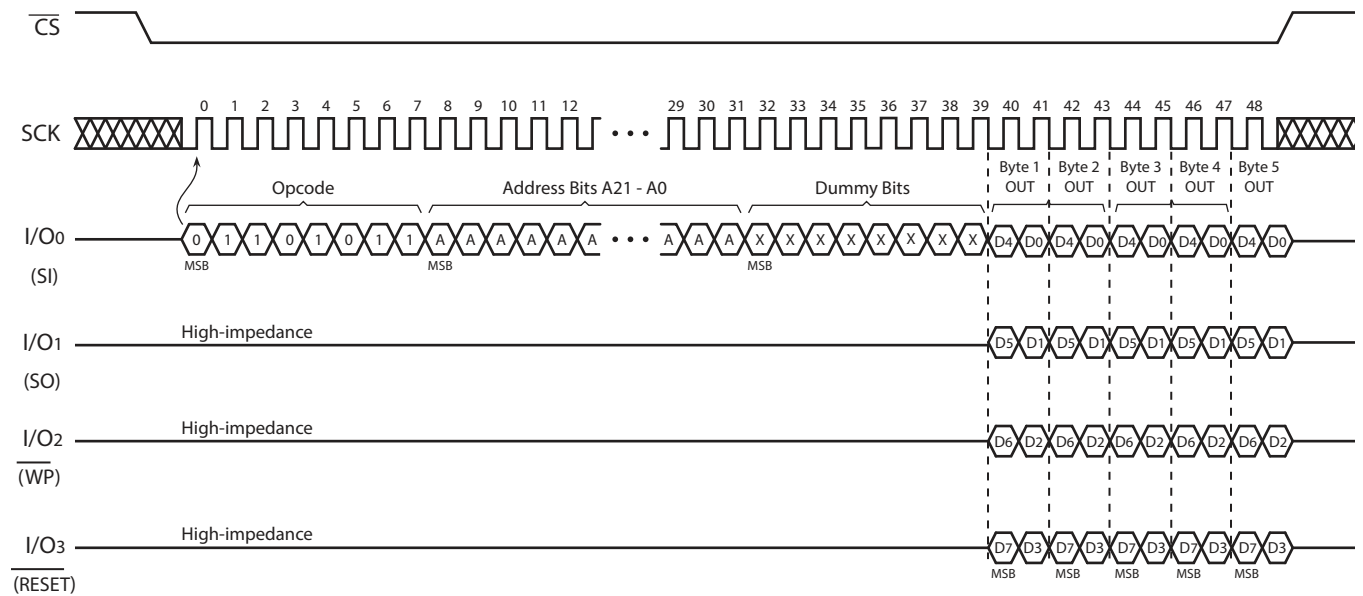 CS
0 1 2 3 4 5 6 7 8 9 10 11 12 29 30 31 32 33 34 35 36 37 38 39 40 41 42 43 44 45 46 47 48
SCK • • •
Byte 1 OUT Byte 2 OUT Byte 3 OUT Byte 4 OUT Byte 5 OUT
Opcode Address Bits A21 - A0 Dummy Bits
I/O0 0 1 1 0 1 0 1 1 A A A A A A • • • A A A X X X X X X X X D4 D0 D4 D0 D4 D0 D4 D0 D4 D0
MSB MSB MSB
(SI)
High-impedance
I/O1 D5 D1 D5 D1 D5 D1 D5 D1 D5 D1
(SO)
High-impedance
I/O2 D6 D2 D6 D2 D6 D2 D6 D2 D6 D2
(WP)
High-impedance
I/O3 D7 D3 D7 D3 D7 D3 D7 D3 D7 D3
MSB MSB MSB MSB MSB
(RESET)